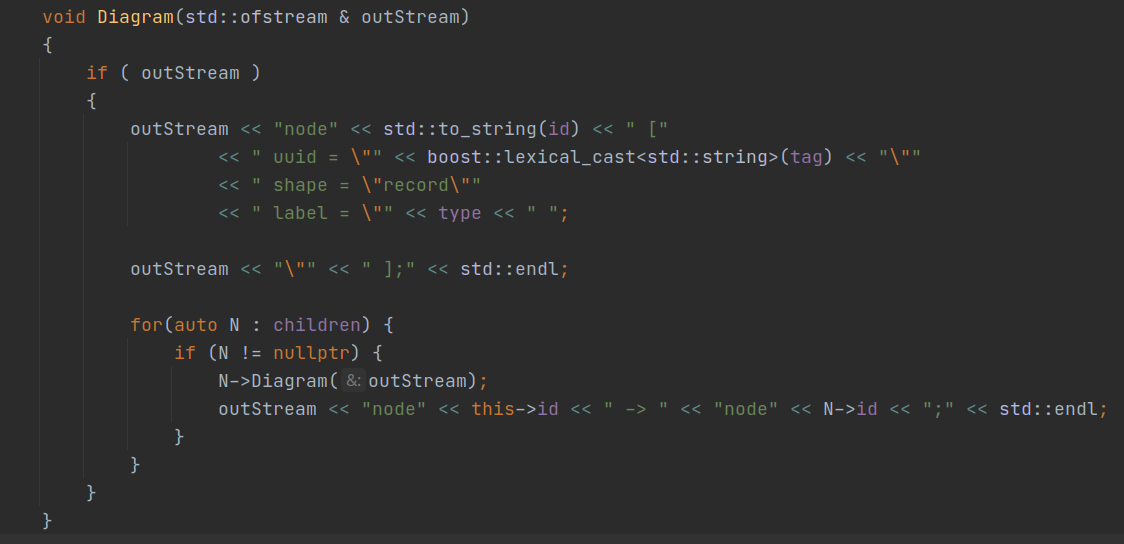 void Diagram(std::ofstream & outStream)
{
    if ( outStream )
    {
        outStream << "node" << std::to_string(id) << " ["
                << " uuid = \"" << boost::lexical_cast<std::string>(tag) << "\""
                << " shape = \"record\""
                << " label = \"" << type << " ";

        outStream << "\"" << " ];" << std::endl;

        for(auto N : children) {
            if (N != nullptr) {
                N->Diagram( &: outStream);
                outStream << "node" << this->id << " -> " << "node" << N->id << ";" << std::endl;
            }
        }
    }
}